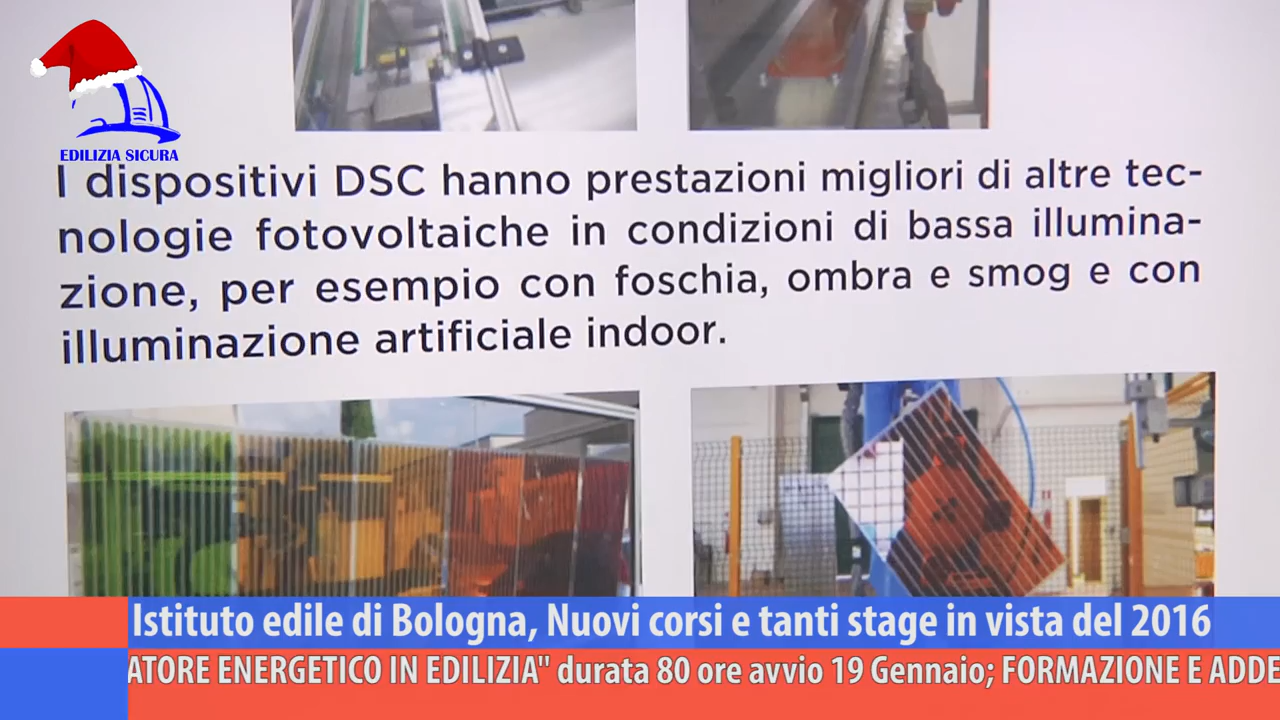 EDILIZIA SICURA
I dispositivi DSC hanno prestazioni migliori di altre tec-
nologie fotovoltaiche in condizioni di bassa illumina-
zione, per esempio con foschia, ombra e smog e con
illuminazione artificiale indoor.
Istituto edile di Bologna, Nuovi corsi e tanti stage in vista del 2016
ATORE ENERGETICO IN EDILIZIA" durata 80 ore avvio 19 Gennaio; FORMAZIONE E ADDE